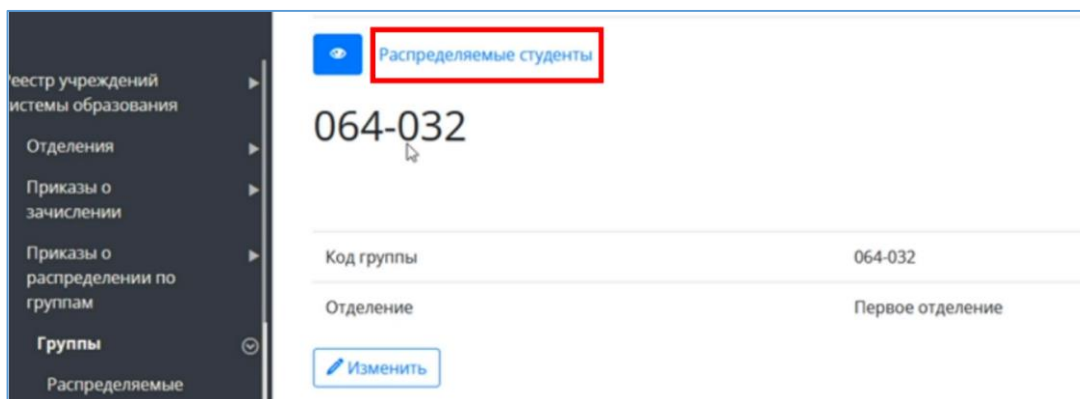 еестр учреждений
истемы образования
Отделения
Приказы о
зачислении
Приказы о
распределении по
группам
Группы
Распределяемые
Распределяемые студенты
064-032
Код группы 064-032
Отделение Первое отделение
Изменить